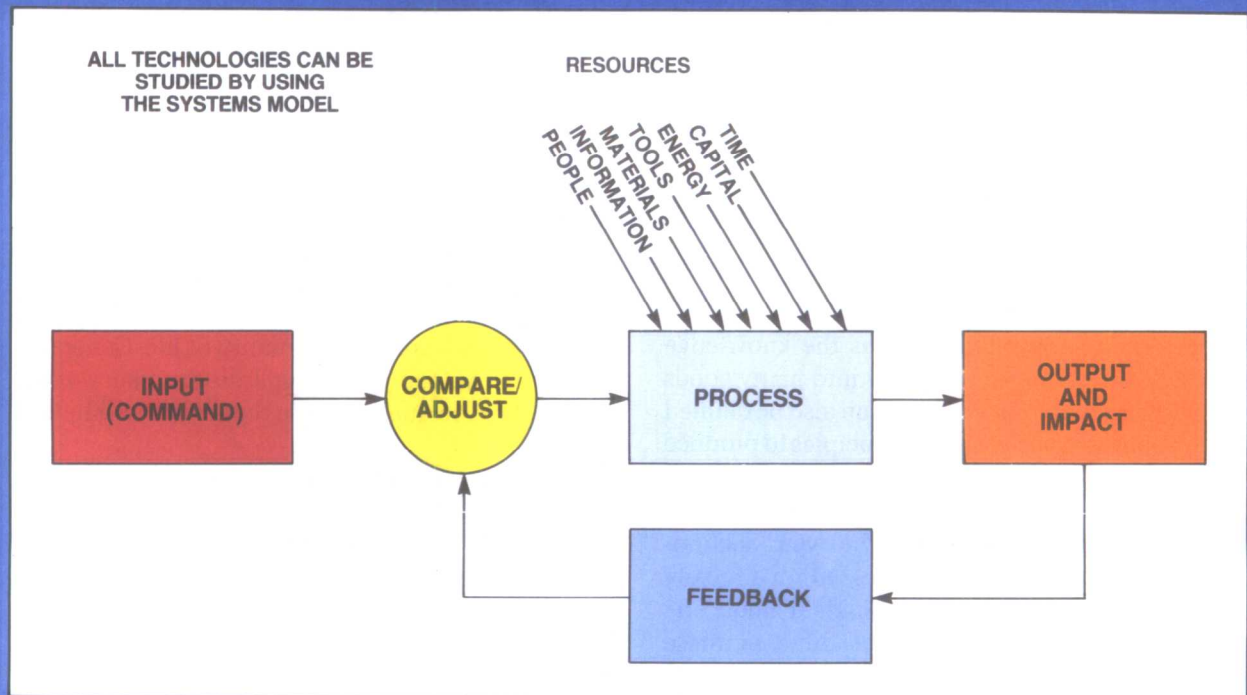 ALL TECHNOLOGIES CAN BE
STUDIED BY USING
THE SYSTEMS MODEL
RESOURCES
PEOPLE
INFORMATION
MATERIALS
TOOLS
ENERGY
CAPITAL
TIME
INPUT
(COMMAND)
COMPARE/
ADJUST
PROCESS
OUTPUT
AND
IMPACT
FEEDBACK